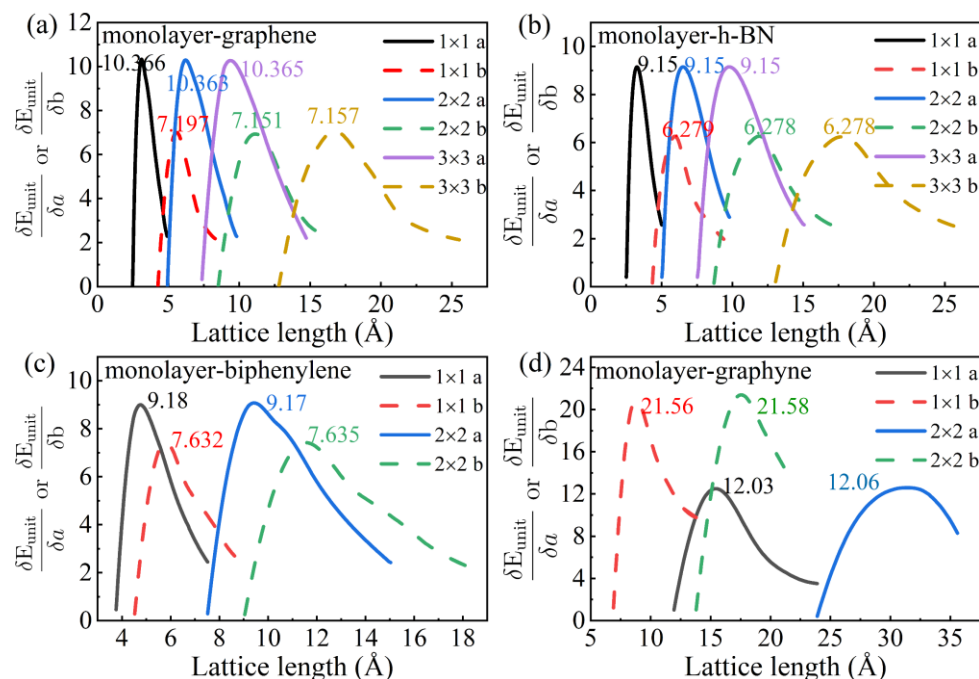 (a)
monolayer-graphene
12
10
8
6
4
2
0
0 5 10 15 20 25
Lattice length (Å)
δE_unit/δa or δE_unit/δb
10.366
10.363
10.365
7.197
7.151
7.157
1×1 a
1×1 b
2×2 a
2×2 b
3×3 a
3×3 b
(b)
monolayer-h-BN
10
8
6
4
2
0
0 5 10 15 20 25
Lattice length (Å)
δE_unit/δa or δE_unit/δb
9.15
9.15
9.15
6.279
6.278
6.278
1×1 a
1×1 b
2×2 a
2×2 b
3×3 a
3×3 b
(c)
monolayer-biphenylene
10
8
6
4
2
0
4 6 8 10 12 14 16 18
Lattice length (Å)
δE_unit/δa or δE_unit/δb
9.18
9.17
7.632
7.635
1×1 a
1×1 b
2×2 a
2×2 b
(d)
monolayer-graphyne
24
20
16
12
8
4
0
5 10 15 20 25 30 35
Lattice length (Å)
δE_unit/δa or δE_unit/δb
21.56
21.58
12.03
12.06
1×1 a
1×1 b
2×2 a
2×2 b